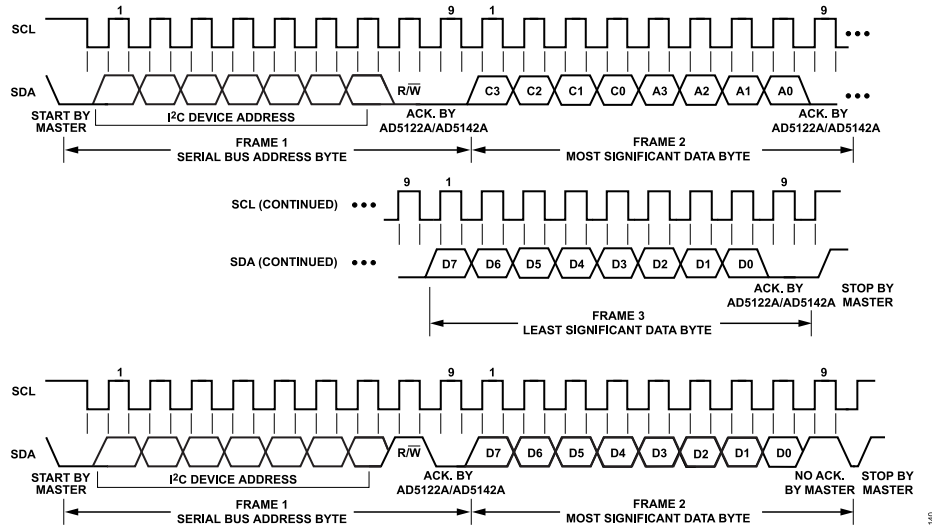 1 9 1 9
SCL
SDA R/W C3 C2 C1 C0 A3 A2 A1 A0
START BY MASTER
I²C DEVICE ADDRESS
ACK. BY AD5122A/AD5142A
ACK. BY AD5122A/AD5142A
FRAME 1
SERIAL BUS ADDRESS BYTE
FRAME 2
MOST SIGNIFICANT DATA BYTE
9 1 9
SCL (CONTINUED)
SDA (CONTINUED) D7 D6 D5 D4 D3 D2 D1 D0
ACK. BY AD5122A/AD5142A
STOP BY MASTER
FRAME 3
LEAST SIGNIFICANT DATA BYTE
1 9 1 9
SCL
SDA R/W D7 D6 D5 D4 D3 D2 D1 D0
START BY MASTER
I²C DEVICE ADDRESS
ACK. BY AD5122A/AD5142A
NO ACK. BY MASTER
STOP BY MASTER
FRAME 1
SERIAL BUS ADDRESS BYTE
FRAME 2
MOST SIGNIFICANT DATA BYTE